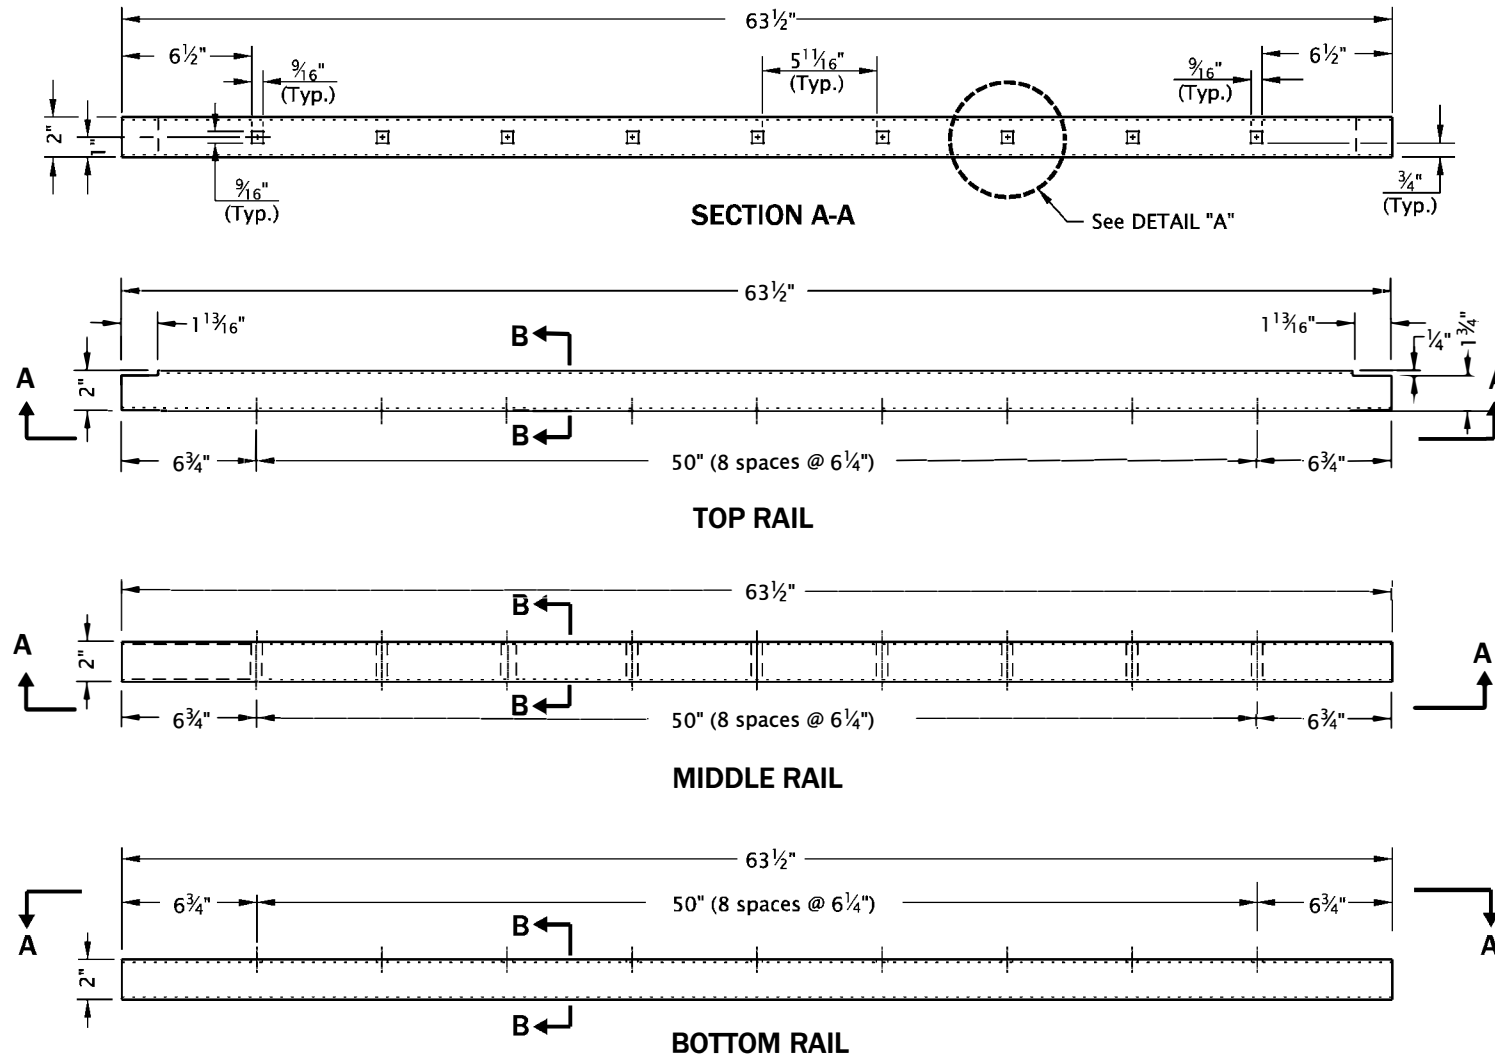 63½"
6½"
9/16"
(Typ.)
5 11/16"
(Typ.)
9/16"
(Typ.)
6½"
2"
1"
9/16"
(Typ.)
¾"
(Typ.)
SECTION A-A
See DETAIL "A"
63½"
1 13/16"
B
1 13/16"
¼"
1¾"
A
2"
A
B
6¾"
50" (8 spaces @ 6¼")
6¾"
TOP RAIL
63½"
B
A
2"
A
B
6¾"
50" (8 spaces @ 6¼")
6¾"
MIDDLE RAIL
63½"
6¾"
50" (8 spaces @ 6¼")
6¾"
B
A
A
2"
B
BOTTOM RAIL